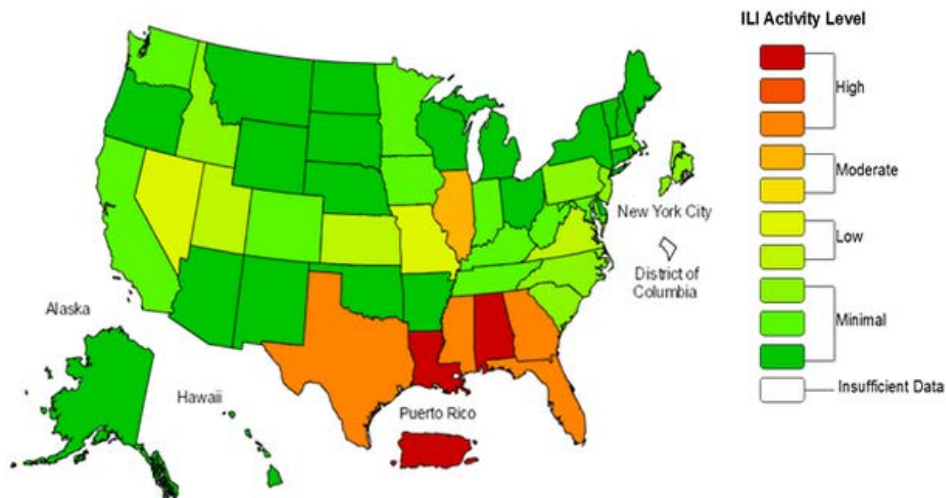 ILI Activity Level
High
Moderate
New York City
Low
District of
Columbia
Alaska
Minimal
Hawaii
Insufficient Data
Puerto Rico